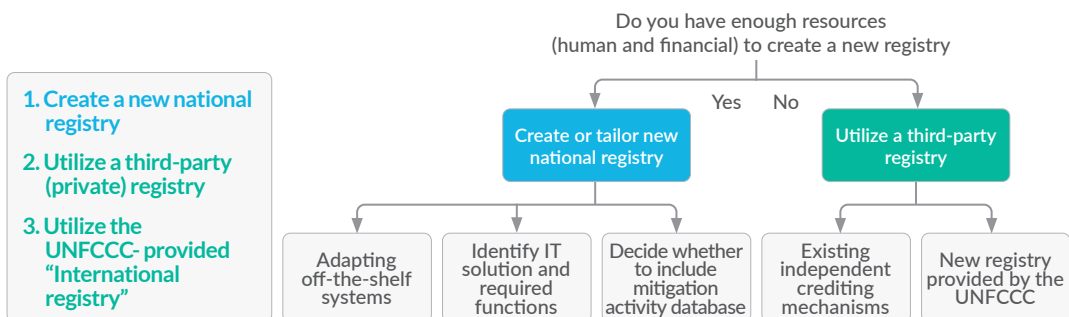 Do you have enough resources
(human and financial) to create a new registry
Yes No
1. Create a new national
registry
2. Utilize a third-party
(private) registry
3. Utilize the
UNFCCC- provided
“International
registry”
Create or tailor new
national registry
Utilize a third-party
registry
Adapting
off-the-shelf
systems
Identify IT
solution and
required
functions
Decide whether
to include
mitigation
activity database
Existing
independent
crediting
mechanisms
New registry
provided by the
UNFCCC